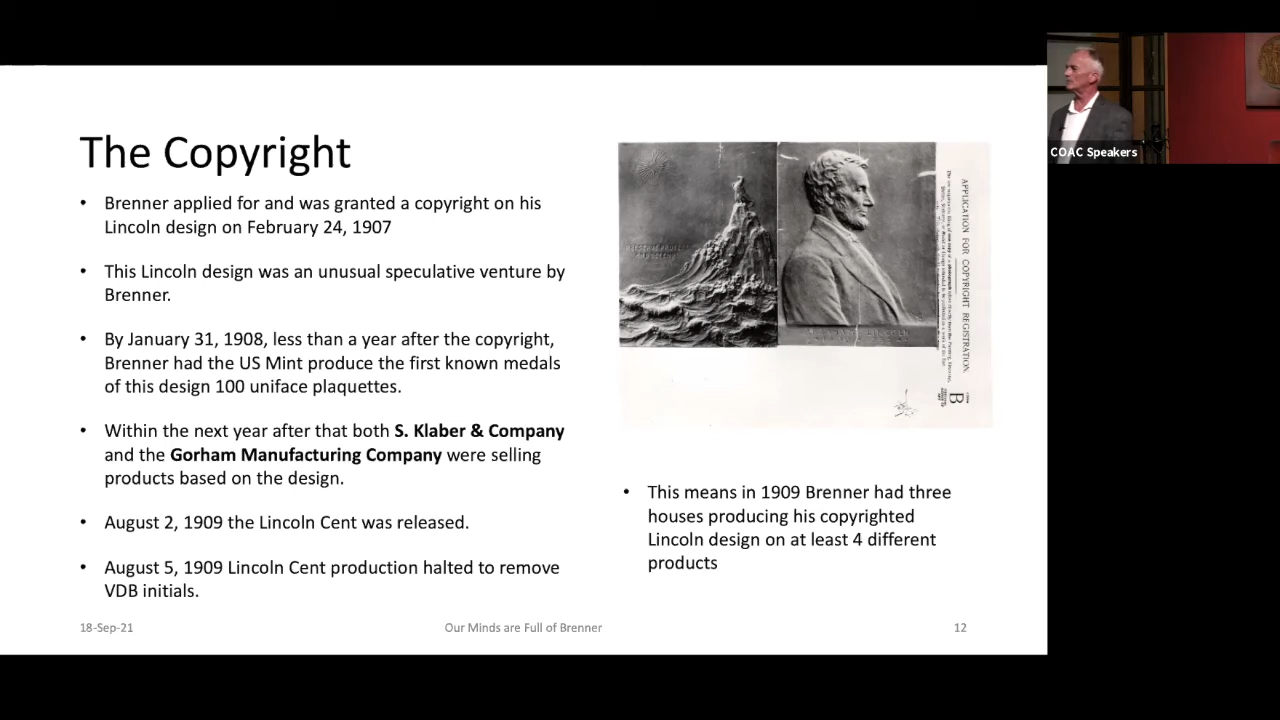 The Copyright
• Brenner applied for and was granted a copyright on his
Lincoln design on February 24, 1907
• This Lincoln design was an unusual speculative venture by
Brenner.
• By January 31, 1908, less than a year after the copyright,
Brenner had the US Mint produce the first known medals
of this design 100 uniface plaquettes.
• Within the next year after that both S. Klaber & Company
and the Gorham Manufacturing Company were selling
products based on the design.
• August 2, 1909 the Lincoln Cent was released.
• August 5, 1909 Lincoln Cent production halted to remove
VDB initials.
APPLICATION FOR COPYRIGHT REGISTRATION.
B
• This means in 1909 Brenner had three
houses producing his copyrighted
Lincoln design on at least 4 different
products
18-Sep-21
Our Minds are Full of Brenner
12
COAC Speakers